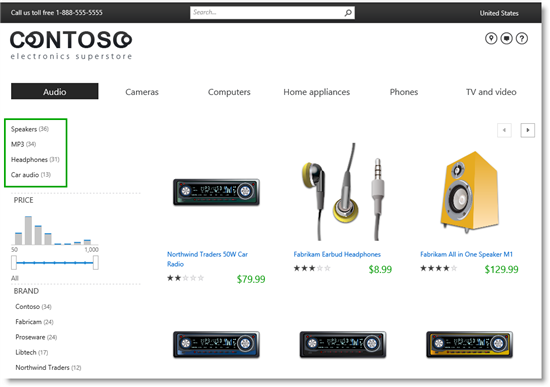 Call us toll free 1-888-555-5555
Search...
United States
CONTOSO
electronics superstore
Audio
Cameras
Computers
Home appliances
Phones
TV and video
Speakers (36)
MP3 (34)
Headphones (31)
Car audio (13)
PRICE
50
1,000
All
BRAND
Contoso (34)
Fabricam (24)
Proseware (24)
Libtech (17)
Northwind Traders (12)
Northwind Traders 50W Car
Radio
$79.99
Fabrikam Earbud Headphones
$8.99
Fabrikam All in One Speaker M1
$129.99